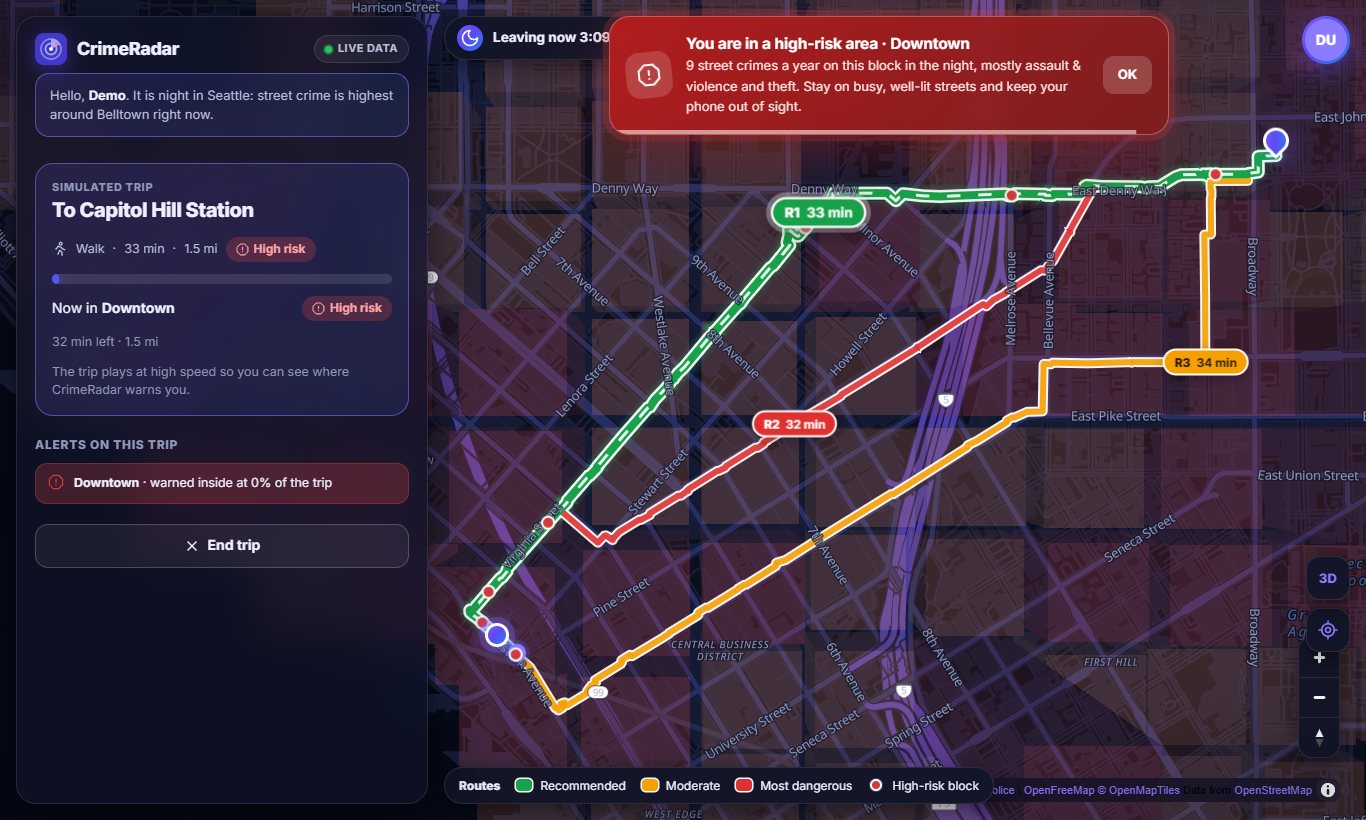 CrimeRadar
LIVE DATA
Hello, Demo. It is night in Seattle: street crime is highest
around Belltown right now.
SIMULATED TRIP
To Capitol Hill Station
Walk · 33 min · 1.5 mi
High risk
Now in Downtown
High risk
32 min left · 1.5 mi
The trip plays at high speed so you can see where
CrimeRadar warns you.
ALERTS ON THIS TRIP
Downtown · warned inside at 0% of the trip
End trip
Harrison Street
Leaving now 3:09
You are in a high-risk area · Downtown
9 street crimes a year on this block in the night, mostly assault &
violence and theft. Stay on busy, well-lit streets and keep your
phone out of sight.
OK
DU
East John
Denny Way
Denny Way
East Denny Way
R1 33 min
Minor Avenue
Bell Street
7th Avenue
9th Avenue
Westlake Avenue
8th Avenue
Melrose Avenue
Bellevue Avenue
Broadway
Lenora Street
Howell Street
R3 34 min
5
R2 32 min
East Pike Street
Stewart Street
East Union Street
Virginia Street
7th Avenue
Seneca Street
Pine Street
3D
CENTRAL BUSINESS
DISTRICT
6th Avenue
8th Avenue
FIRST HILL
Broadway
99
5
University Street
Seneca Street
Spring Street
Routes
Recommended
Moderate
Most dangerous
High-risk block
olice | OpenFreeMap © OpenMapTiles Data from OpenStreetMap
WEST EDGE